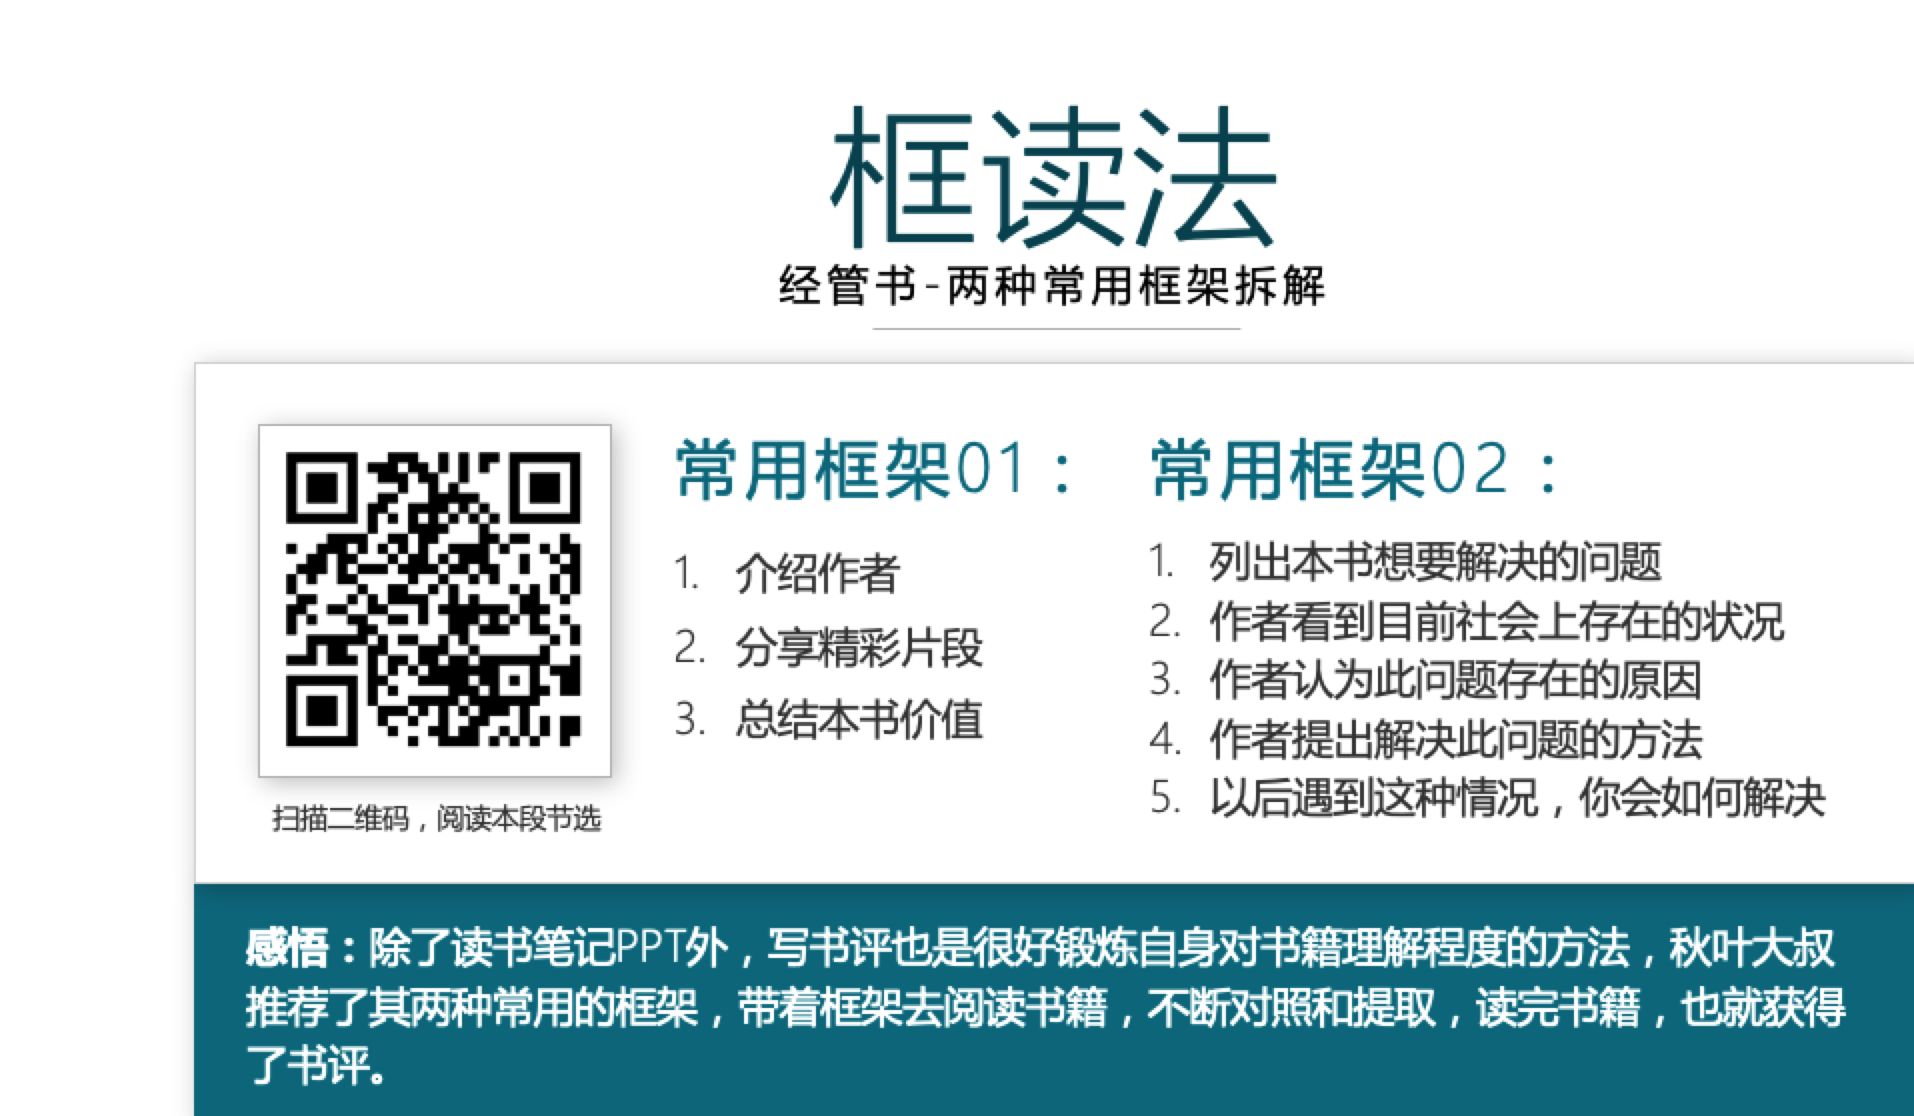 框读法
经管书-两种常用框架拆解
常用框架01：
1. 介绍作者
2. 分享精彩片段
3. 总结本书价值
常用框架02：
1. 列出本书想要解决的问题
2. 作者看到目前社会上存在的状况
3. 作者认为此问题存在的原因
4. 作者提出解决此问题的方法
5. 以后遇到这种情况，你会如何解决
扫描二维码，阅读本段节选
感悟：除了读书笔记PPT外，写书评也是很好锻炼自身对书籍理解程度的方法，秋叶大叔
推荐了其两种常用的框架，带着框架去阅读书籍，不断对照和提取，读完书籍，也就获得
了书评。